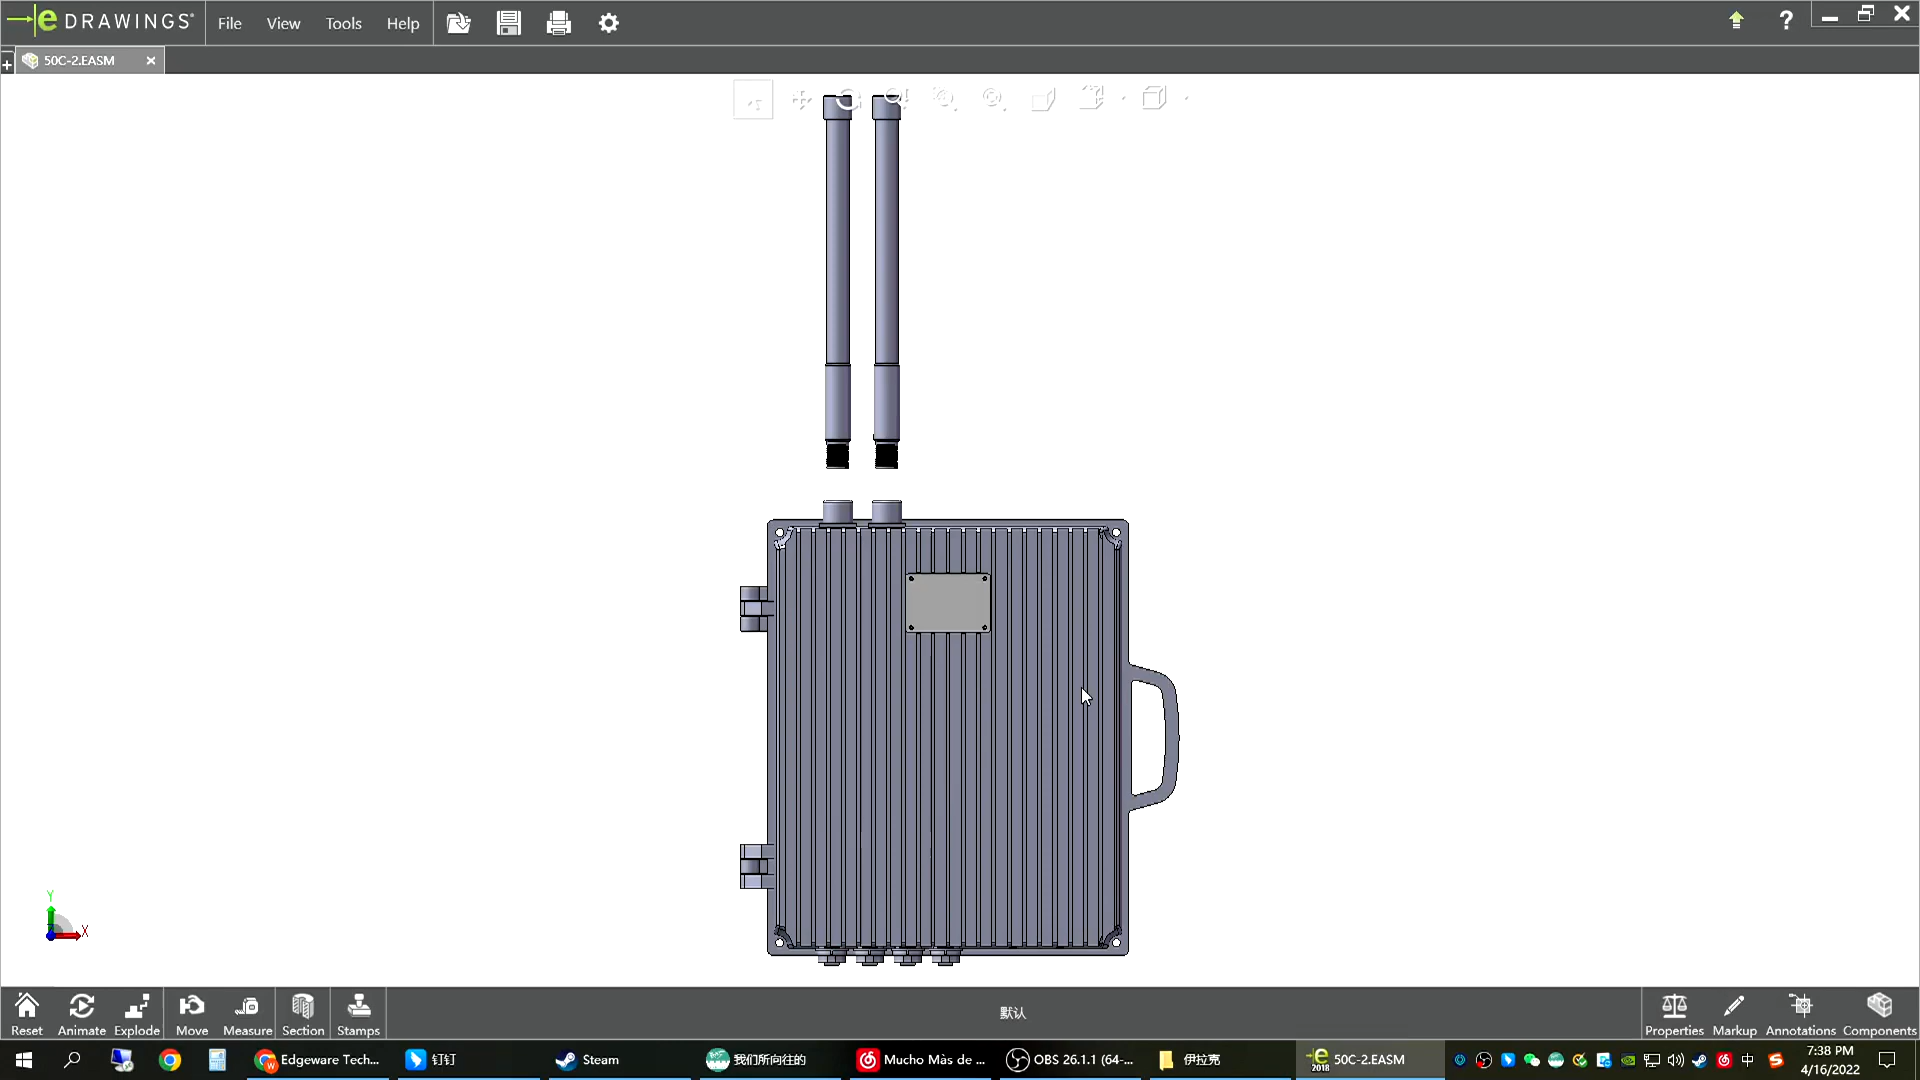 eDRAWINGS® File View Tools Help
50C-2.EASM
Y
X
Reset Animate Explode Move Measure Section Stamps 默认 Properties Markup Annotations Components
Edgeware Tech... 钉钉 Steam 我们所向往的 Mucho Màs de ... OBS 26.1.1 (64-... 伊拉克 2018 50C-2.EASM 中 7:38 PM
4/16/2022